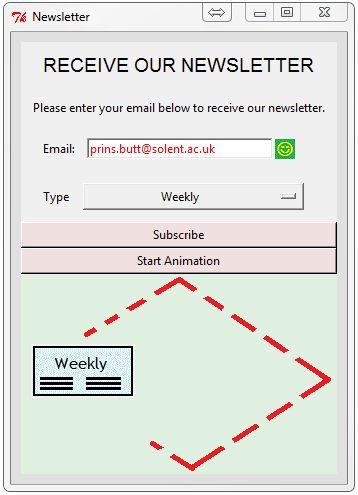 Newsletter
RECEIVE OUR NEWSLETTER
Please enter your email below to receive our newsletter.
Email: prins.butt@solent.ac.uk
Type Weekly
Subscribe
Start Animation
Weekly